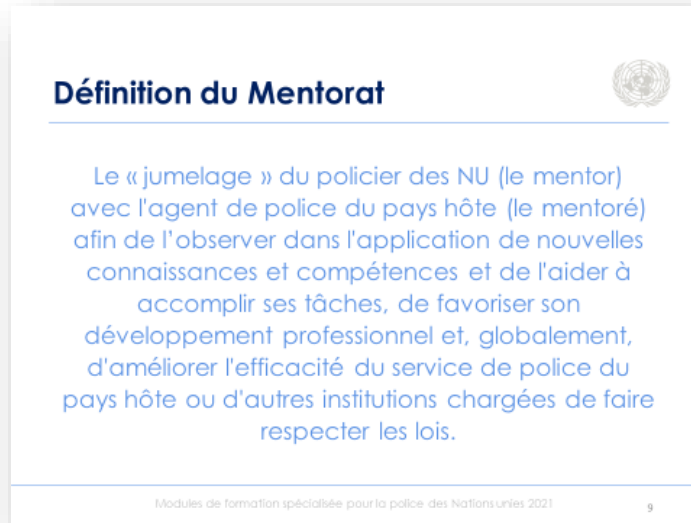 Définition du Mentorat
Le « jumelage » du policier des NU (le mentor)
avec l'agent de police du pays hôte (le mentoré)
afin de l’observer dans l'application de nouvelles
connaissances et compétences et de l'aider à
accomplir ses tâches, de favoriser son
développement professionnel et, globalement,
d'améliorer l'efficacité du service de police du
pays hôte ou d'autres institutions chargées de faire
respecter les lois.
Modules de formation spécialisée pour la police des Nations unies 2021
9